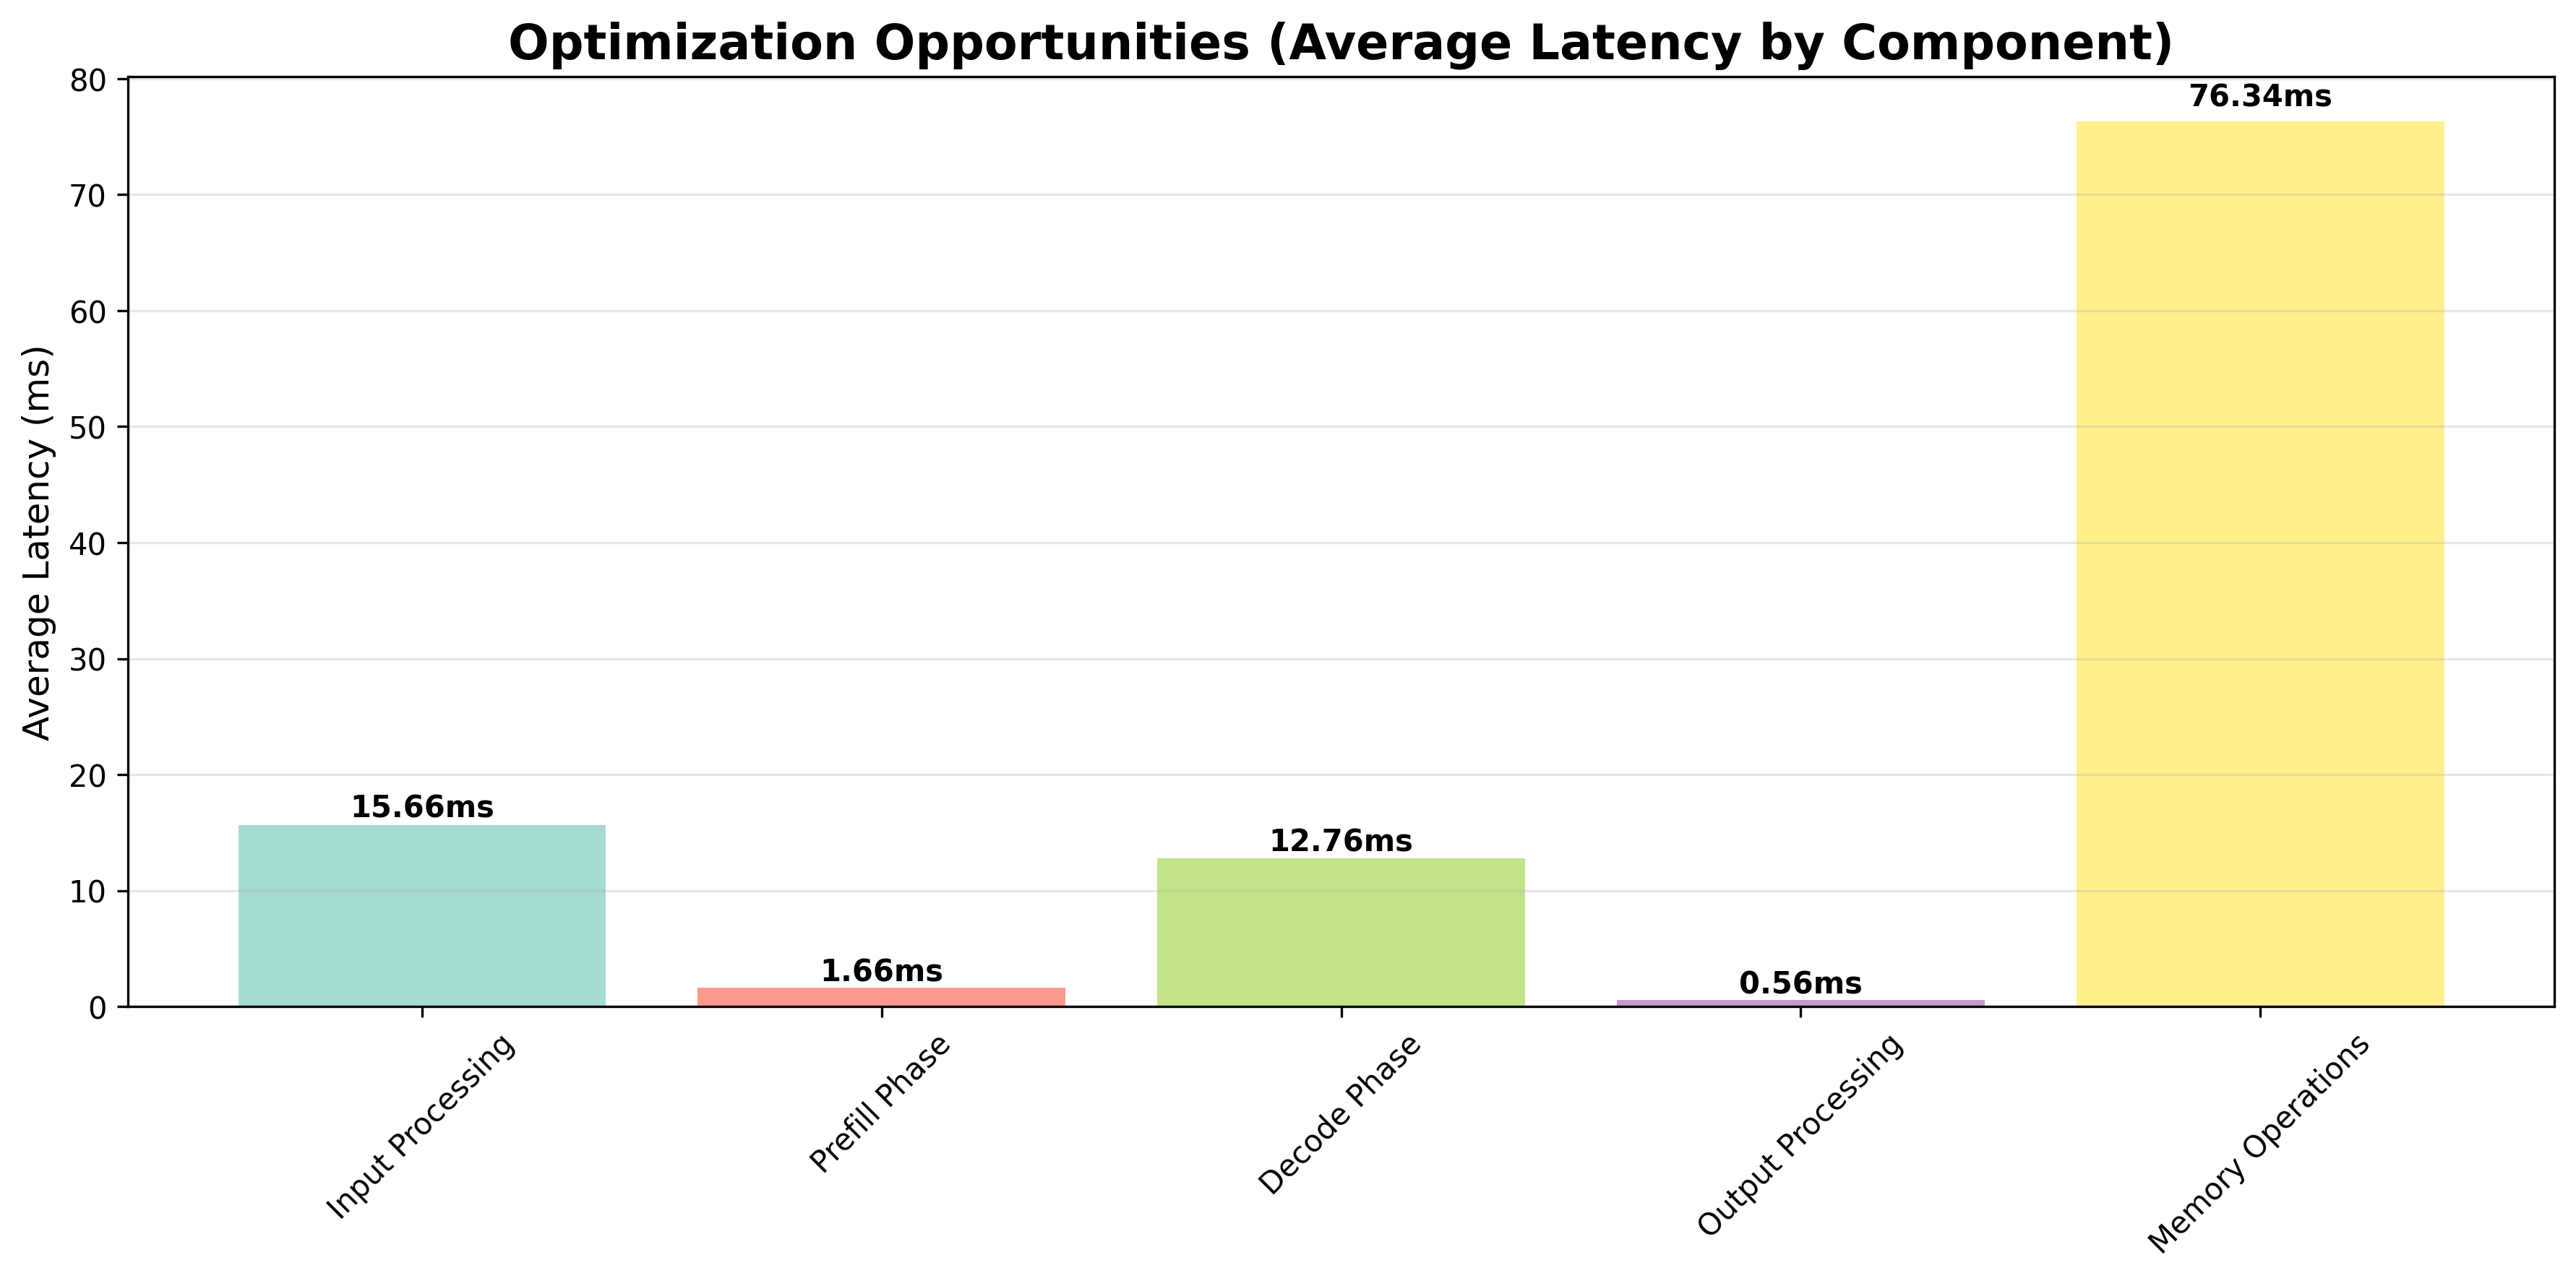 Optimization Opportunities (Average Latency by Component)
Average Latency (ms)
80
70
60
50
40
30
20
10
0
15.66ms
1.66ms
12.76ms
0.56ms
76.34ms
Input Processing
Prefill Phase
Decode Phase
Output Processing
Memory Operations